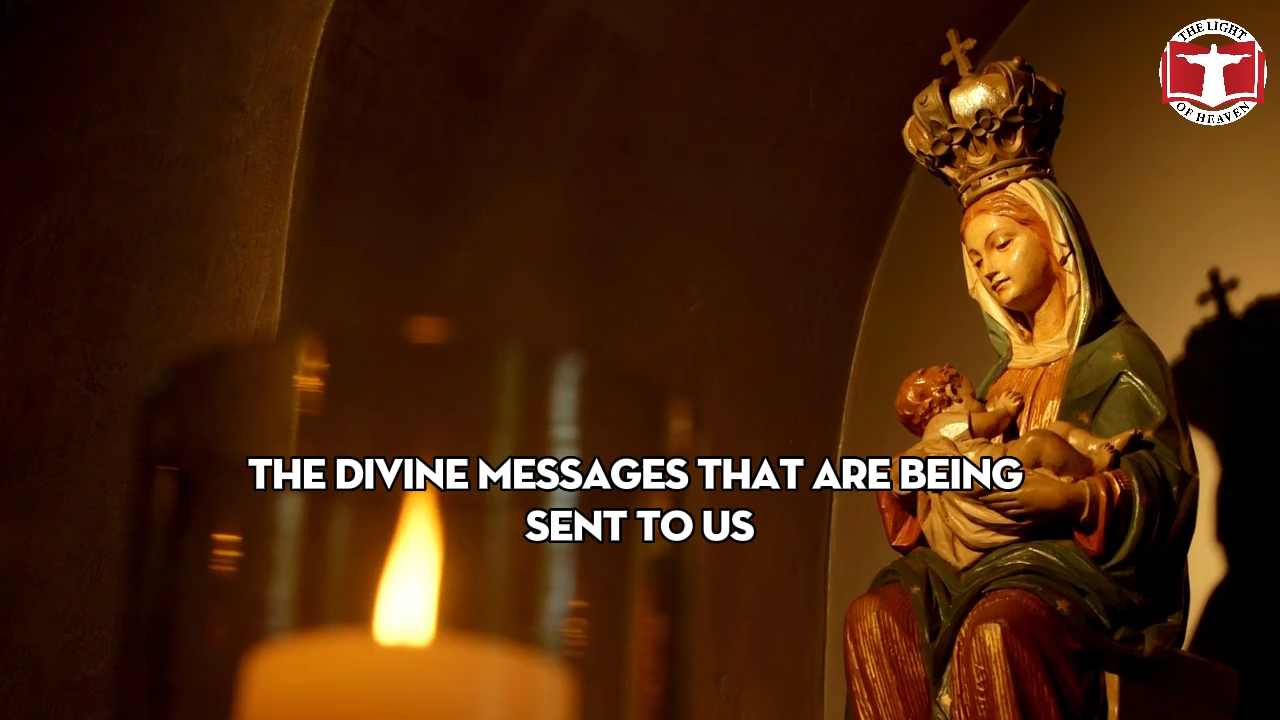 THE LIGHT
OF HEAVEN
THE DIVINE MESSAGES THAT ARE BEING
SENT TO US